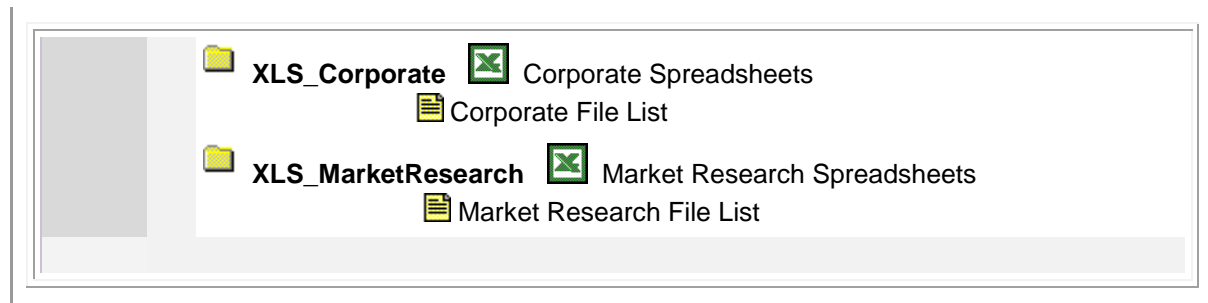 XLS_Corporate Corporate Spreadsheets
Corporate File List
XLS_MarketResearch Market Research Spreadsheets
Market Research File List